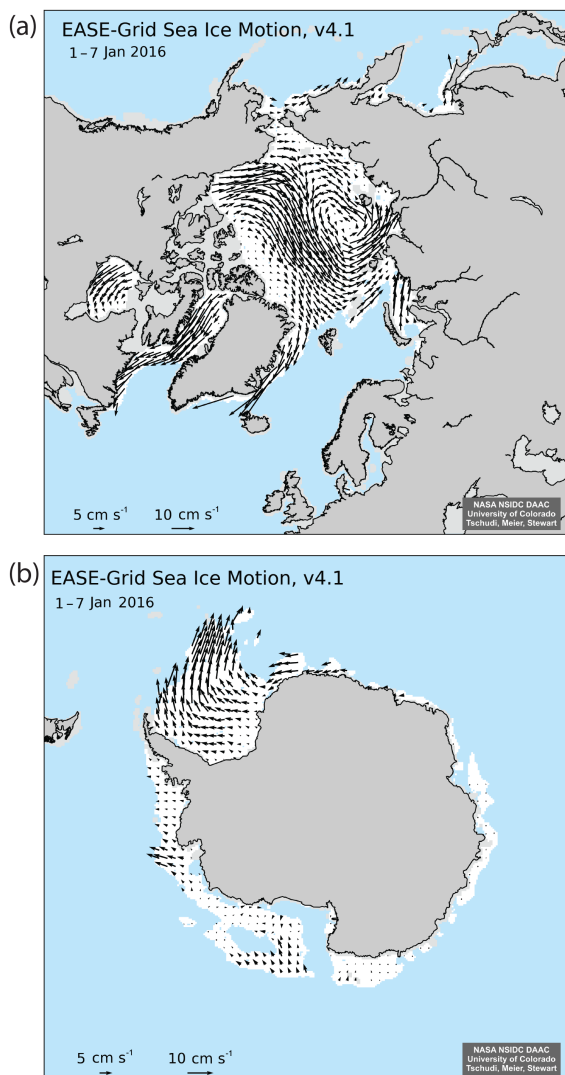 (a)
EASE-Grid Sea Ice Motion, v4.1
1–7 Jan 2016
5 cm s⁻¹ 10 cm s⁻¹
NASA NSIDC DAAC
University of Colorado
Tschudi, Meier, Stewart
(b)
EASE-Grid Sea Ice Motion, v4.1
1–7 Jan 2016
5 cm s⁻¹ 10 cm s⁻¹
NASA NSIDC DAAC
University of Colorado
Tschudi, Meier, Stewart